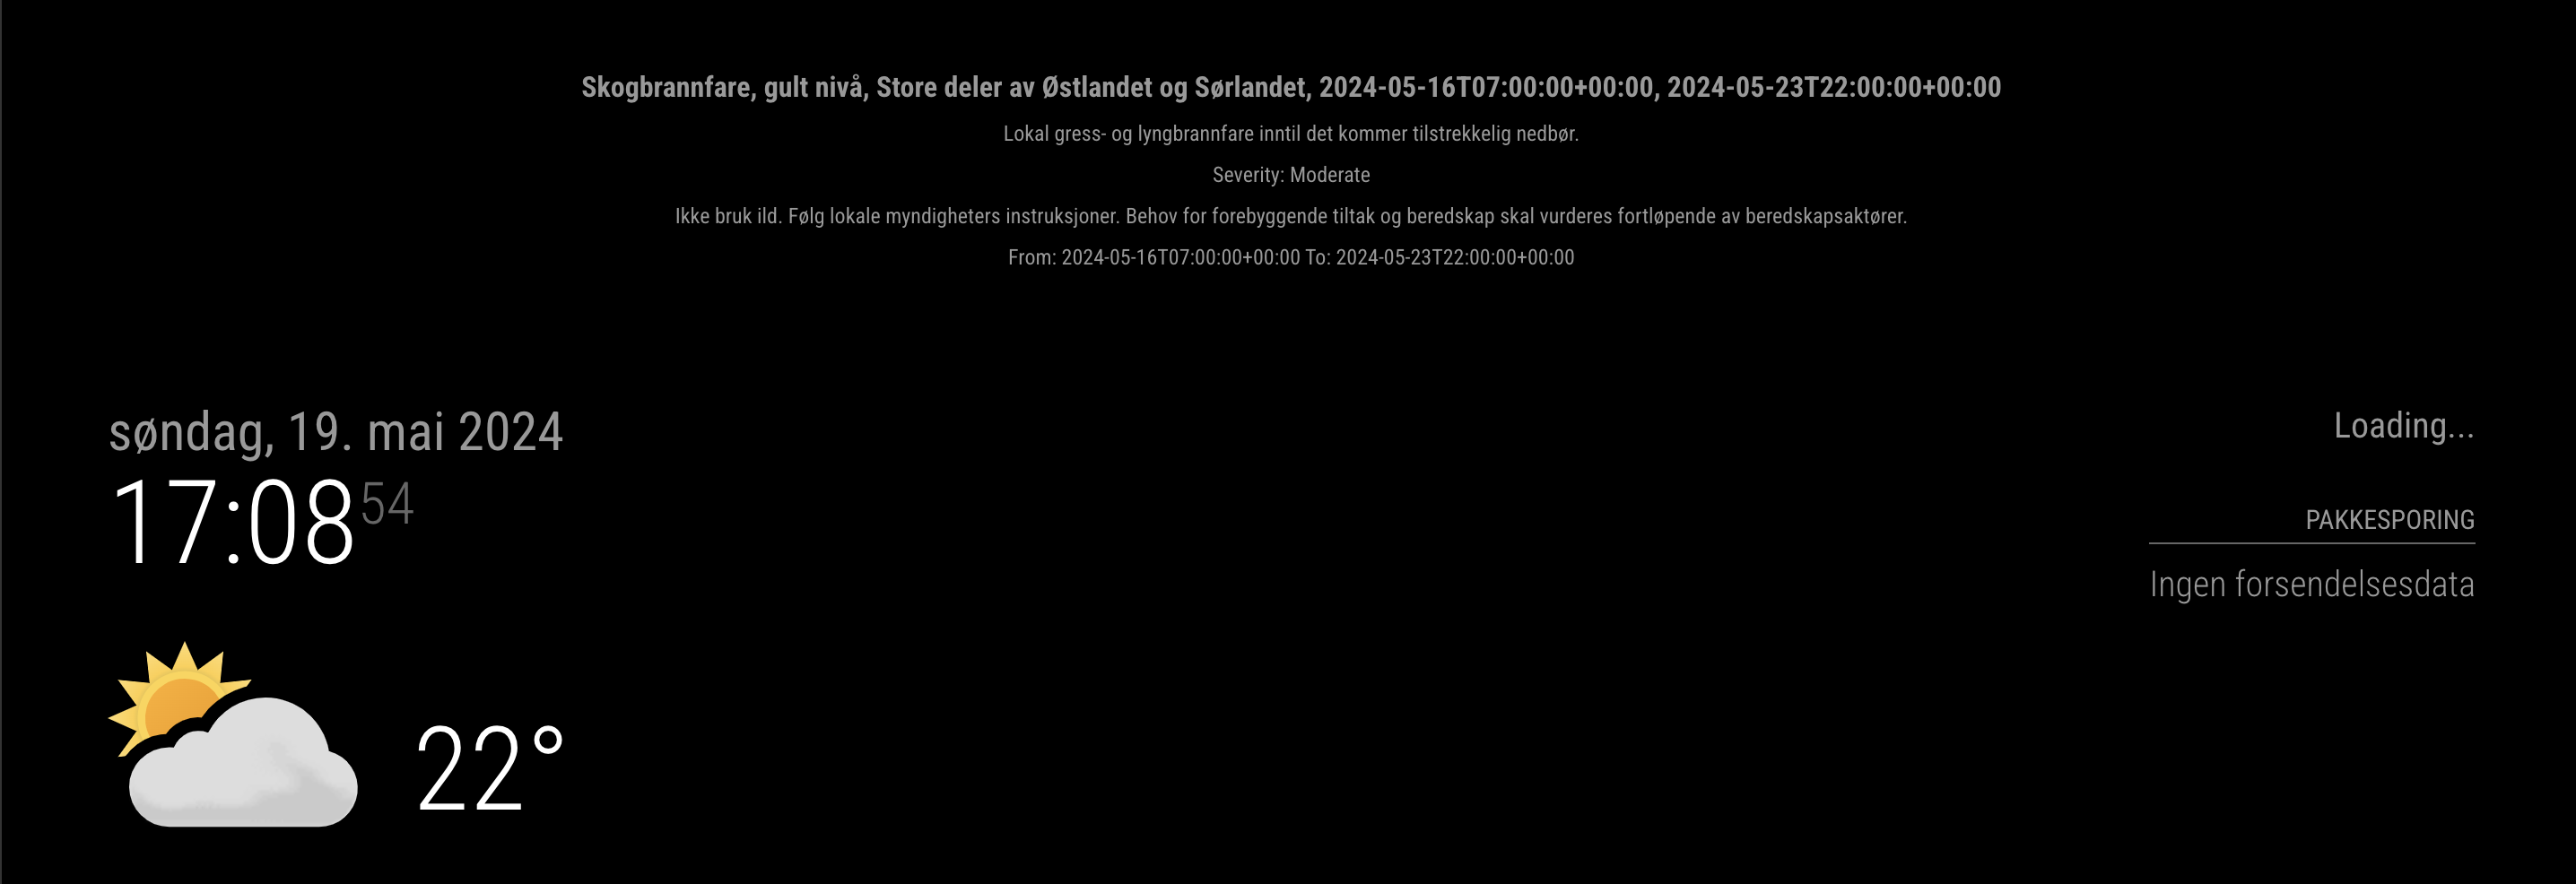 Skogbrannfare, gult nivå, Store deler av Østlandet og Sørlandet, 2024-05-16T07:00:00+00:00, 2024-05-23T22:00:00+00:00
Lokal gress- og lyngbrannfare inntil det kommer tilstrekkelig nedbør.
Severity: Moderate
Ikke bruk ild. Følg lokale myndigheters instruksjoner. Behov for forebyggende tiltak og beredskap skal vurderes fortløpende av beredskapsaktører.
From: 2024-05-16T07:00:00+00:00 To: 2024-05-23T22:00:00+00:00
søndag, 19. mai 2024
17:08 54
22°
Loading...
PAKKESPORING
Ingen forsendelsesdata